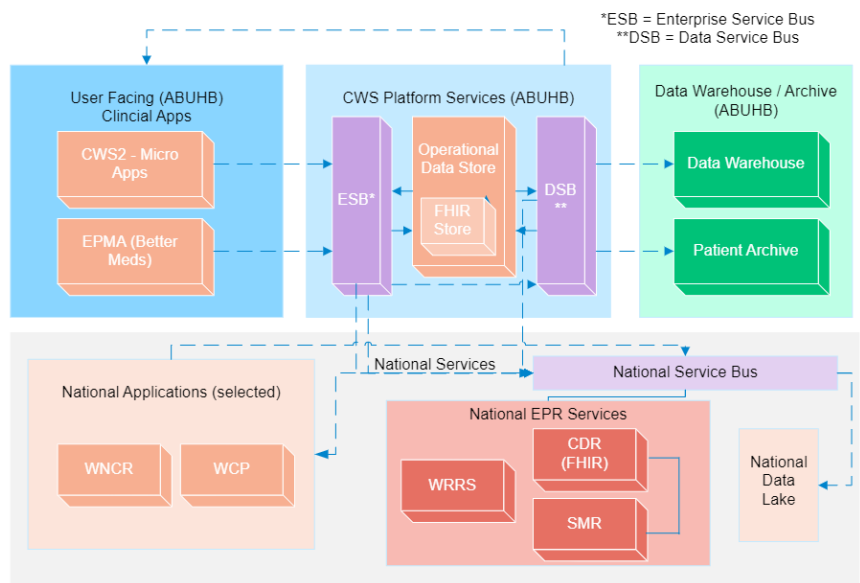 *ESB = Enterprise Service Bus
**DSB = Data Service Bus
User Facing (ABUHB)
Clincial Apps
CWS2 - Micro
Apps
EPMA (Better
Meds)
CWS Platform Services (ABUHB)
ESB*
Operational
Data Store
FHIR
Store
DSB
**
Data Warehouse / Archive
(ABUHB)
Data Warehouse
Patient Archive
National Services
National Applications (selected)
WNCR
WCP
National Service Bus
National EPR Services
WRRS
CDR
(FHIR)
SMR
National
Data
Lake